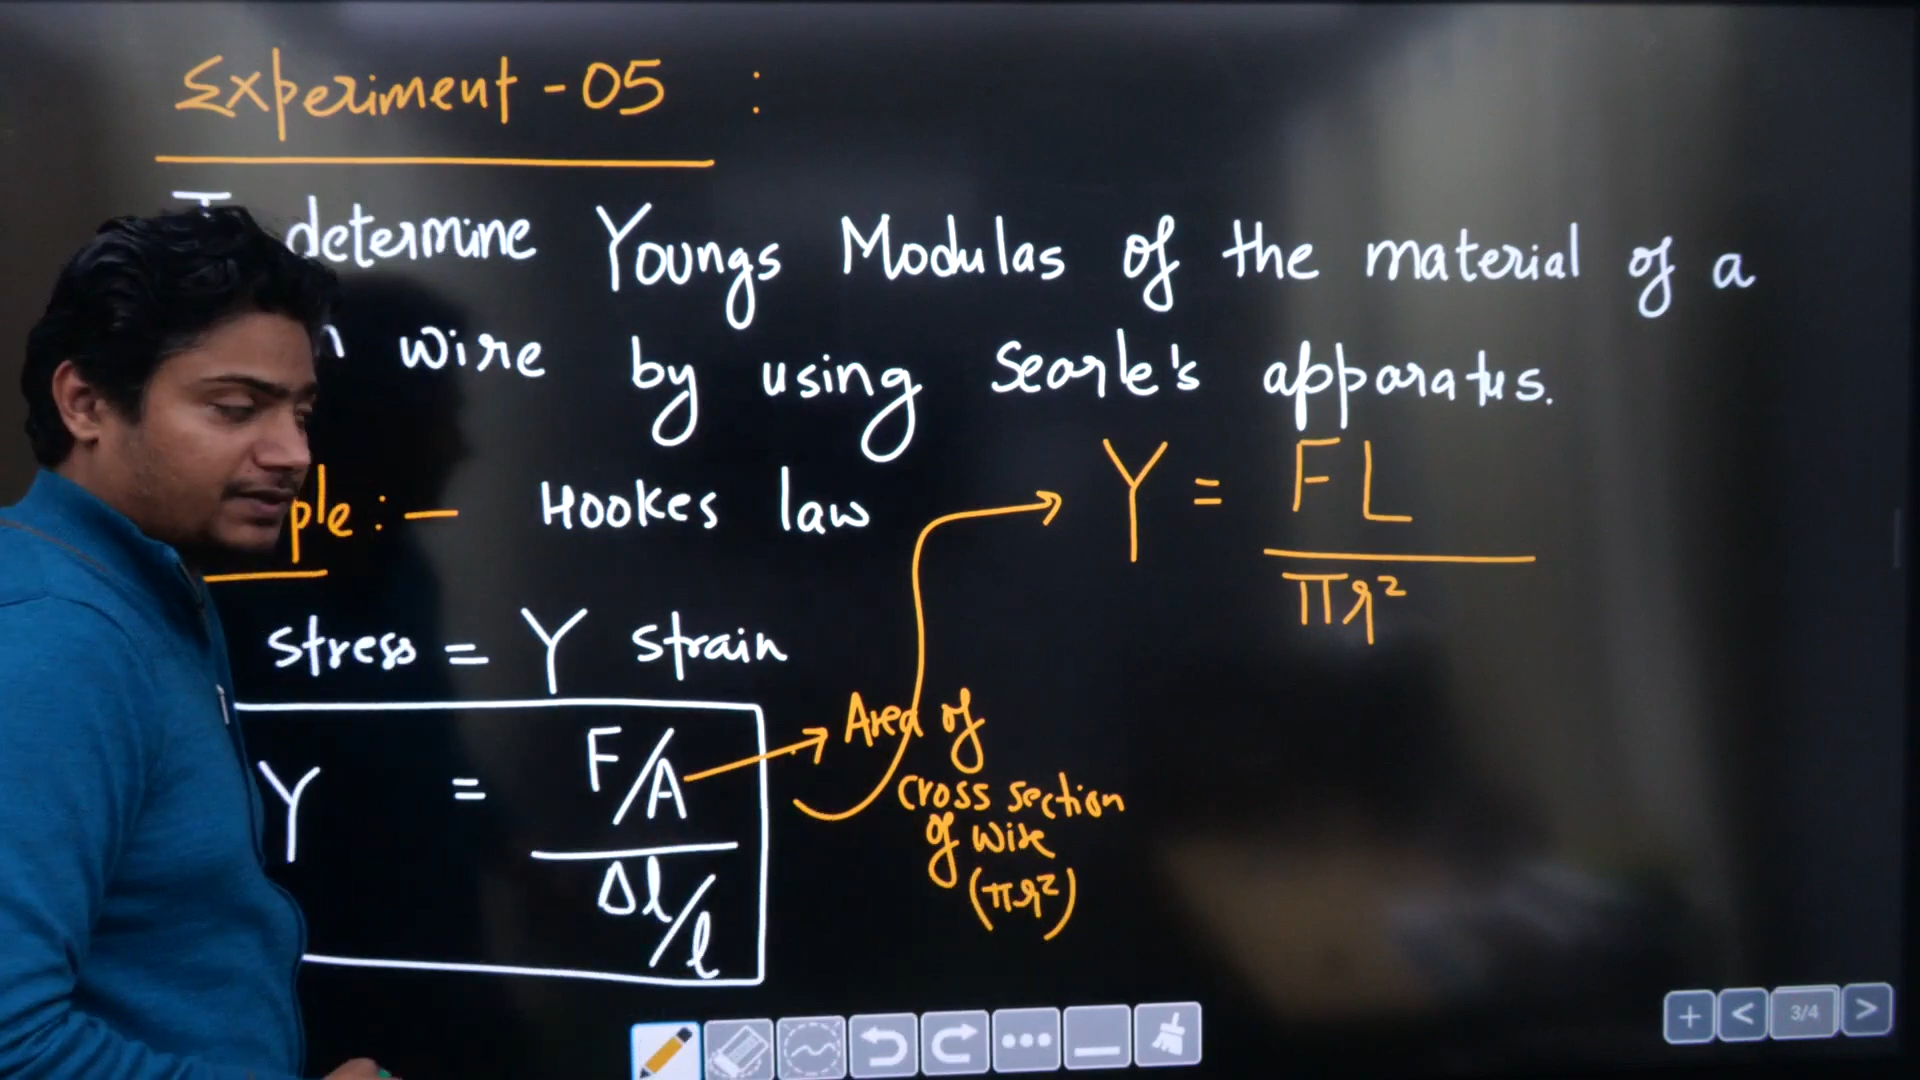 Experiment - 05 :
determine Youngs Modulas of the material of a
wire by using Searle's apparatus.
ple :— Hookes law
Y = FL
πr²
stress = Y strain
Y = F/A
Δl/l
Area of
cross section
of wire
(πr²)
3/4